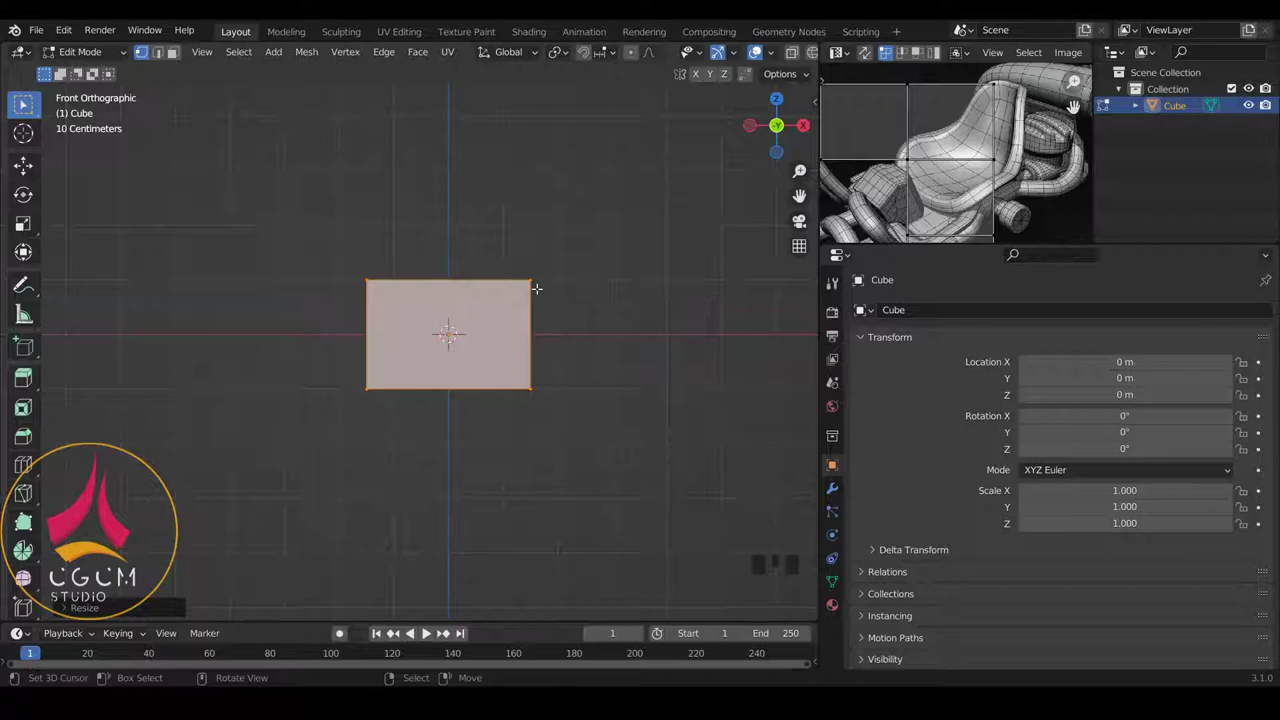 File Edit Render Window Help Layout Modeling Sculpting UV Editing Texture Paint Shading Animation Rendering Compositing Geometry Nodes Scripting + Scene ViewLayer
Edit Mode View Select Add Mesh Vertex Edge Face UV Global View Select Image
X Y Z Options
Scene Collection
Collection
Cube
Front Orthographic
(1) Cube
10 Centimeters
Z
-Y
X
Cube
Cube
Transform
Location X 0 m
Y 0 m
Z 0 m
Rotation X 0°
Y 0°
Z 0°
Mode XYZ Euler
Scale X 1.000
Y 1.000
Z 1.000
Delta Transform
Relations
Collections
Instancing
Motion Paths
Visibility
CGCM
STUDIO
Resize
Playback Keying View Marker 1 Start 1 End 250
1 20 40 60 80 100 120 140 160 180 200 220 240
Set 3D Cursor Box Select Rotate View Select Move 3.1.0